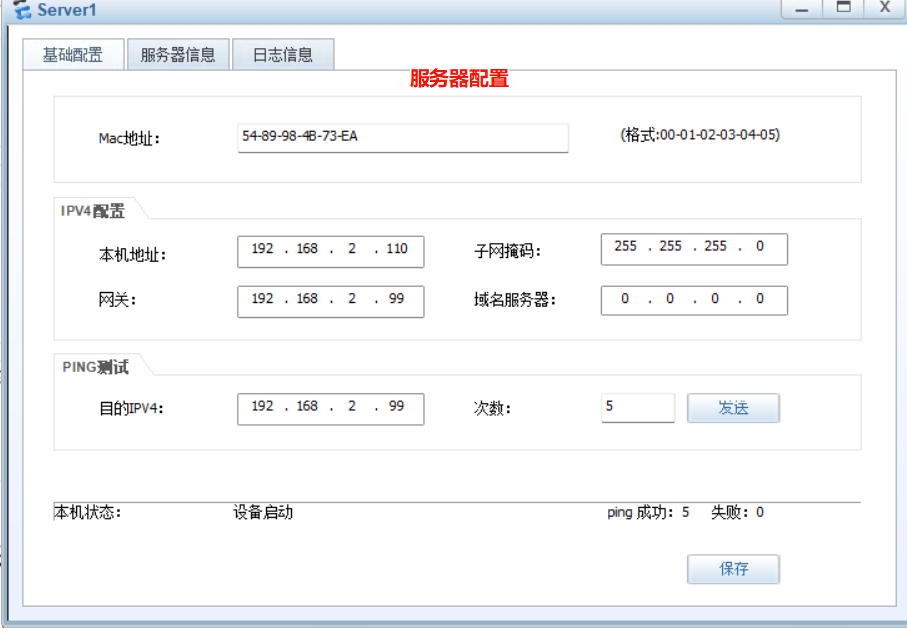 Server1
X
基础配置 服务器信息 日志信息
服务器配置
Mac地址: 54-89-98-4B-73-EA (格式:00-01-02-03-04-05)
IPV4配置
本机地址: 192 . 168 . 2 . 110 子网掩码: 255 . 255 . 255 . 0
网关: 192 . 168 . 2 . 99 域名服务器: 0 . 0 . 0 . 0
PING测试
目的IPV4: 192 . 168 . 2 . 99 次数: 5 发送
本机状态: 设备启动 ping 成功: 5 失败: 0
保存